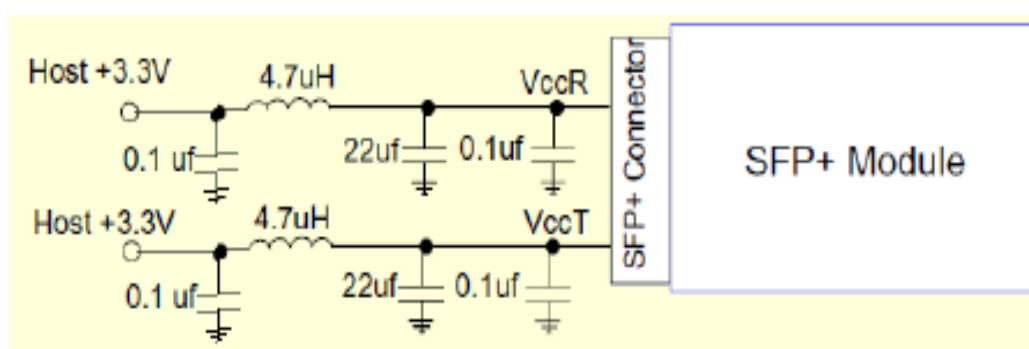 Host +3.3V
4.7uH
VccR
0.1 uf
22uf
0.1uf
Host +3.3V
4.7uH
VccT
0.1 uf
22uf
0.1uf
SFP+ Connector
SFP+ Module